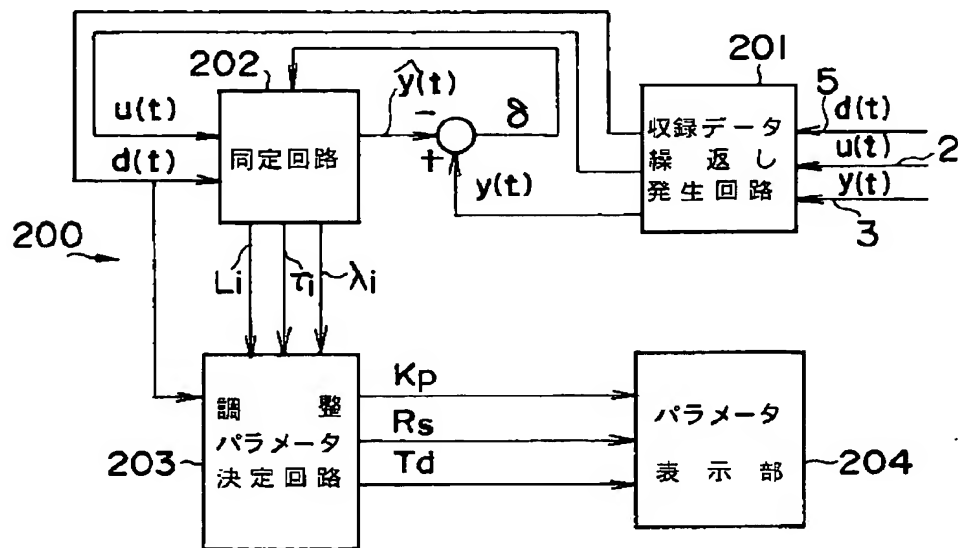 202
201
u(t)
d(t)
同定回路
ŷ(t)
−
+
δ
y(t)
収録データ
繰返し
発生回路
5
d(t)
u(t)
2
y(t)
3
200
Li
τi
λi
調整
パラメータ
決定回路
203
Kp
Rs
Td
パラメータ
表示部
204